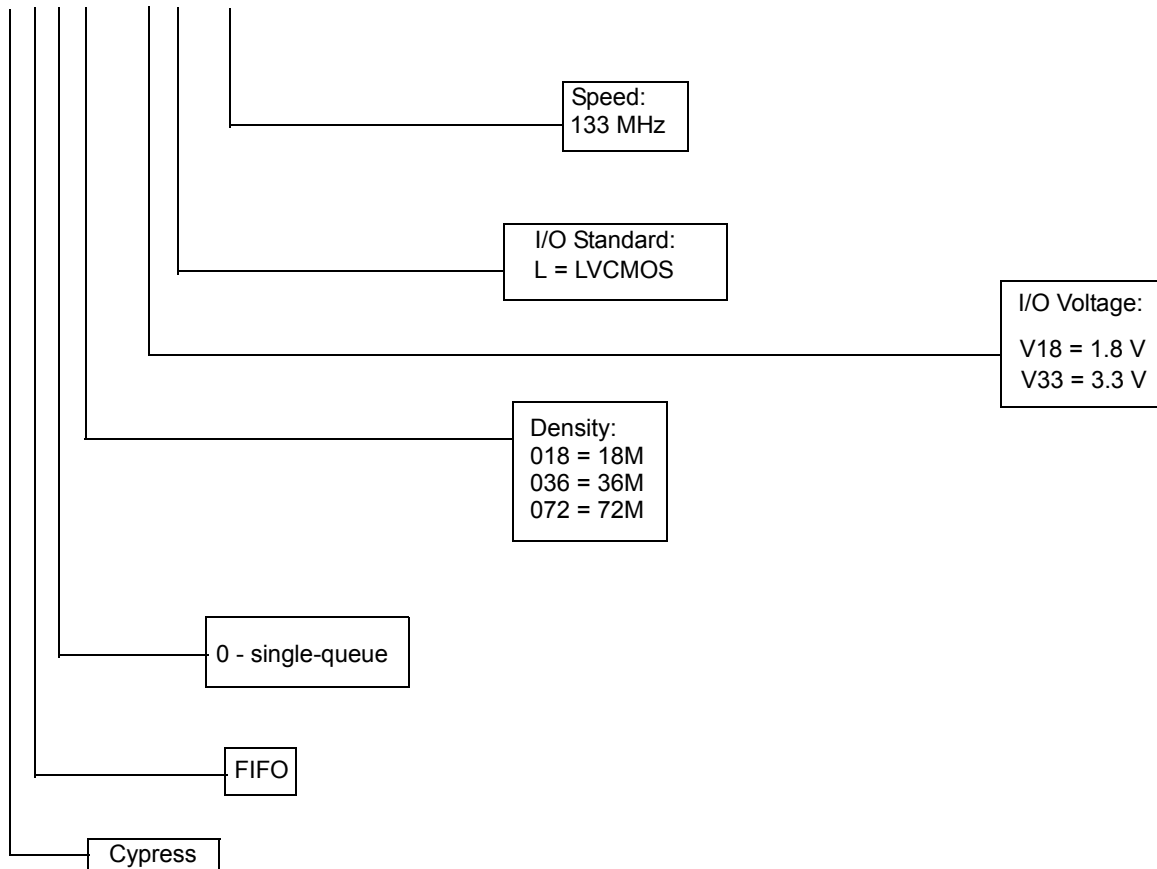 Speed:
133 MHz
I/O Standard:
L = LVCMOS
I/O Voltage:
V18 = 1.8 V
V33 = 3.3 V
Density:
018 = 18M
036 = 36M
072 = 72M
0 - single-queue
FIFO
Cypress